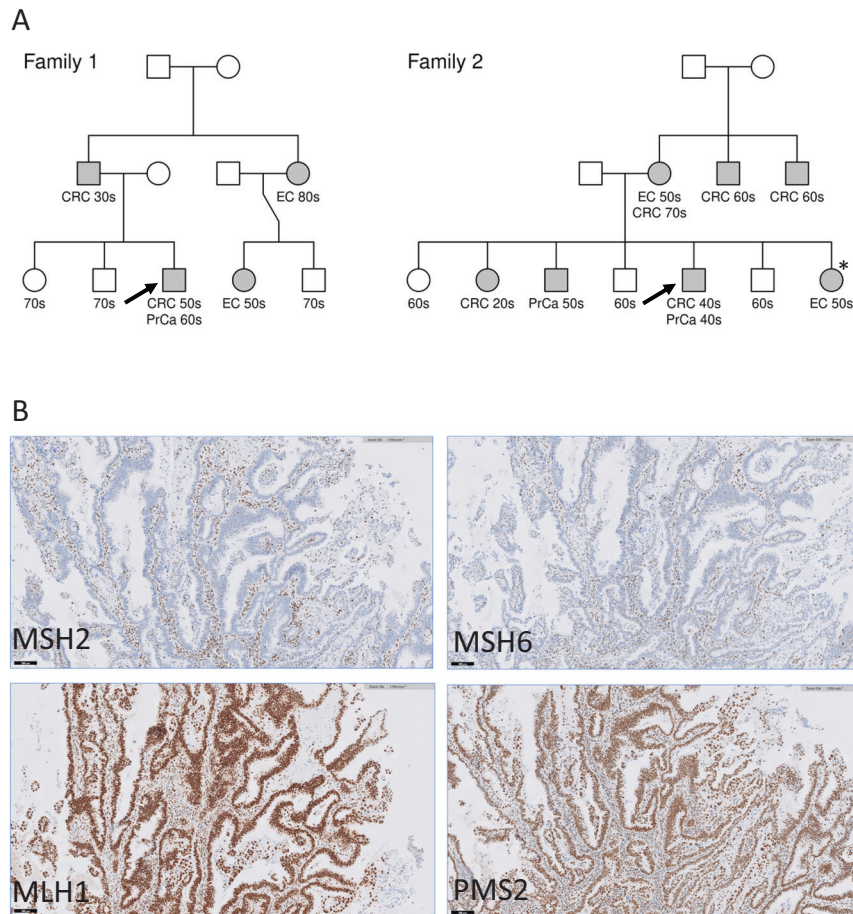 A
Family 1
Family 2
CRC 30s
EC 80s
EC 50s
CRC 70s
CRC 60s
CRC 60s
70s
70s
CRC 50s
PrCa 60s
EC 50s
70s
60s
CRC 20s
PrCa 50s
60s
CRC 40s
PrCa 40s
60s
*
EC 50s
B
MSH2
MSH6
MLH1
PMS2